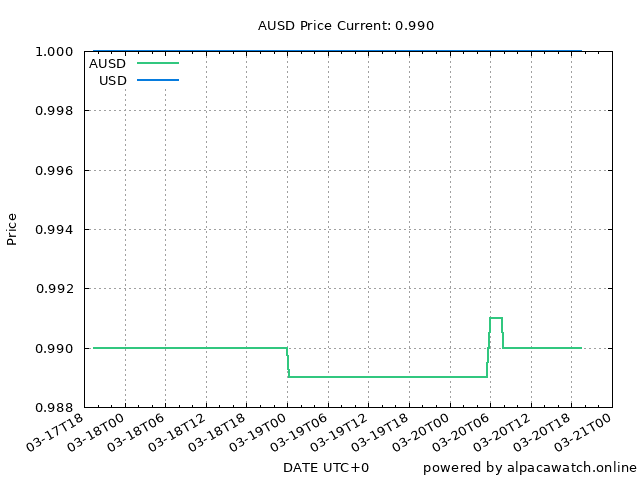 AUSD Price Current: 0.990
1.000
AUSD
USD
0.998
0.996
0.994
Price
0.992
0.990
0.988
03-17T18
03-18T00
03-18T06
03-18T12
03-18T18
03-19T00
03-19T06
03-19T12
03-19T18
03-20T00
03-20T06
03-20T12
03-20T18
03-21T00
DATE UTC+0
powered by alpacawatch.online